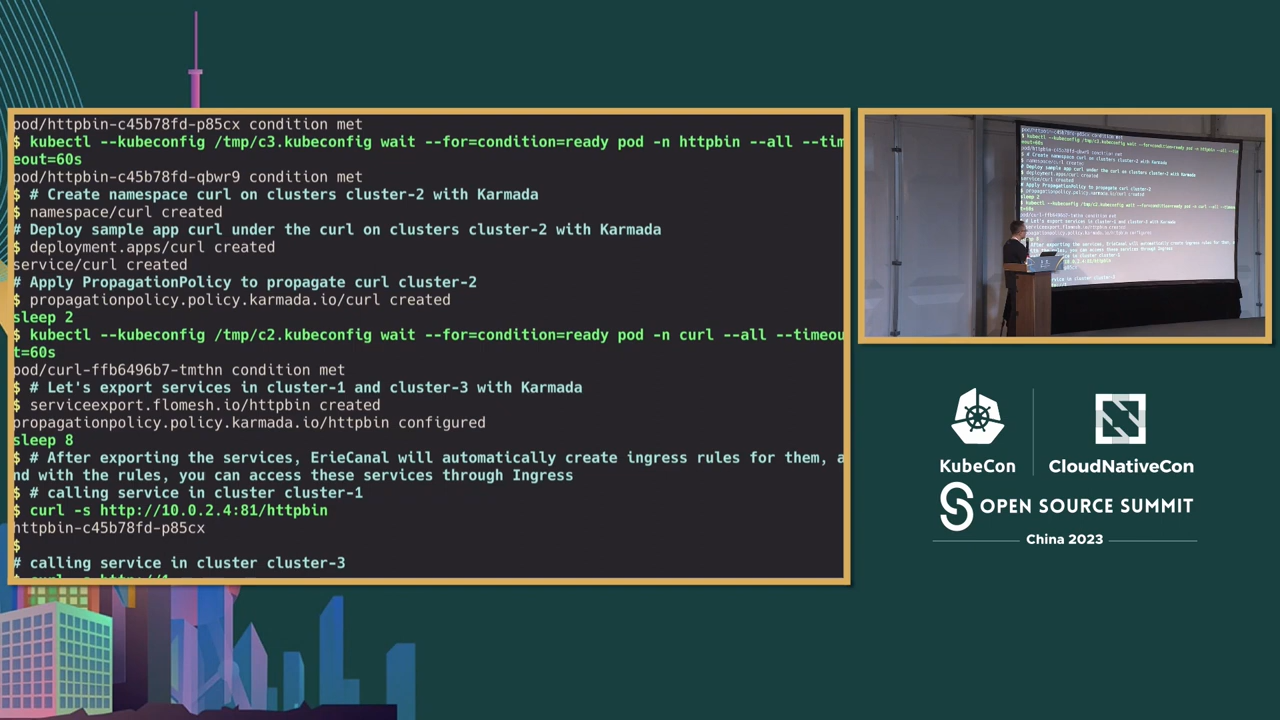 pod/httpbin-c45b78fd-p85cx condition met
$ kubectl --kubeconfig /tmp/c3.kubeconfig wait --for=condition=ready pod -n httpbin --all --tim
eout=60s
pod/httpbin-c45b78fd-qbwr9 condition met
$ # Create namespace curl on clusters cluster-2 with Karmada
$ namespace/curl created
# Deploy sample app curl under the curl on clusters cluster-2 with Karmada
$ deployment.apps/curl created
service/curl created
# Apply PropagationPolicy to propagate curl cluster-2
$ propagationpolicy.policy.karmada.io/curl created
sleep 2
$ kubectl --kubeconfig /tmp/c2.kubeconfig wait --for=condition=ready pod -n curl --all --timeou
t=60s
pod/curl-ffb6496b7-tmthn condition met
$ # Let's export services in cluster-1 and cluster-3 with Karmada
$ serviceexport.flomesh.io/httpbin created
propagationpolicy.policy.karmada.io/httpbin configured
sleep 8
$ # After exporting the services, ErieCanal will automatically create ingress rules for them, a
nd with the rules, you can access these services through Ingress
$ # calling service in cluster cluster-1
$ curl -s http://10.0.2.4:81/httpbin
httpbin-c45b78fd-p85cx
$
# calling service in cluster cluster-3
KubeCon
CloudNativeCon
OPEN SOURCE SUMMIT
China 2023